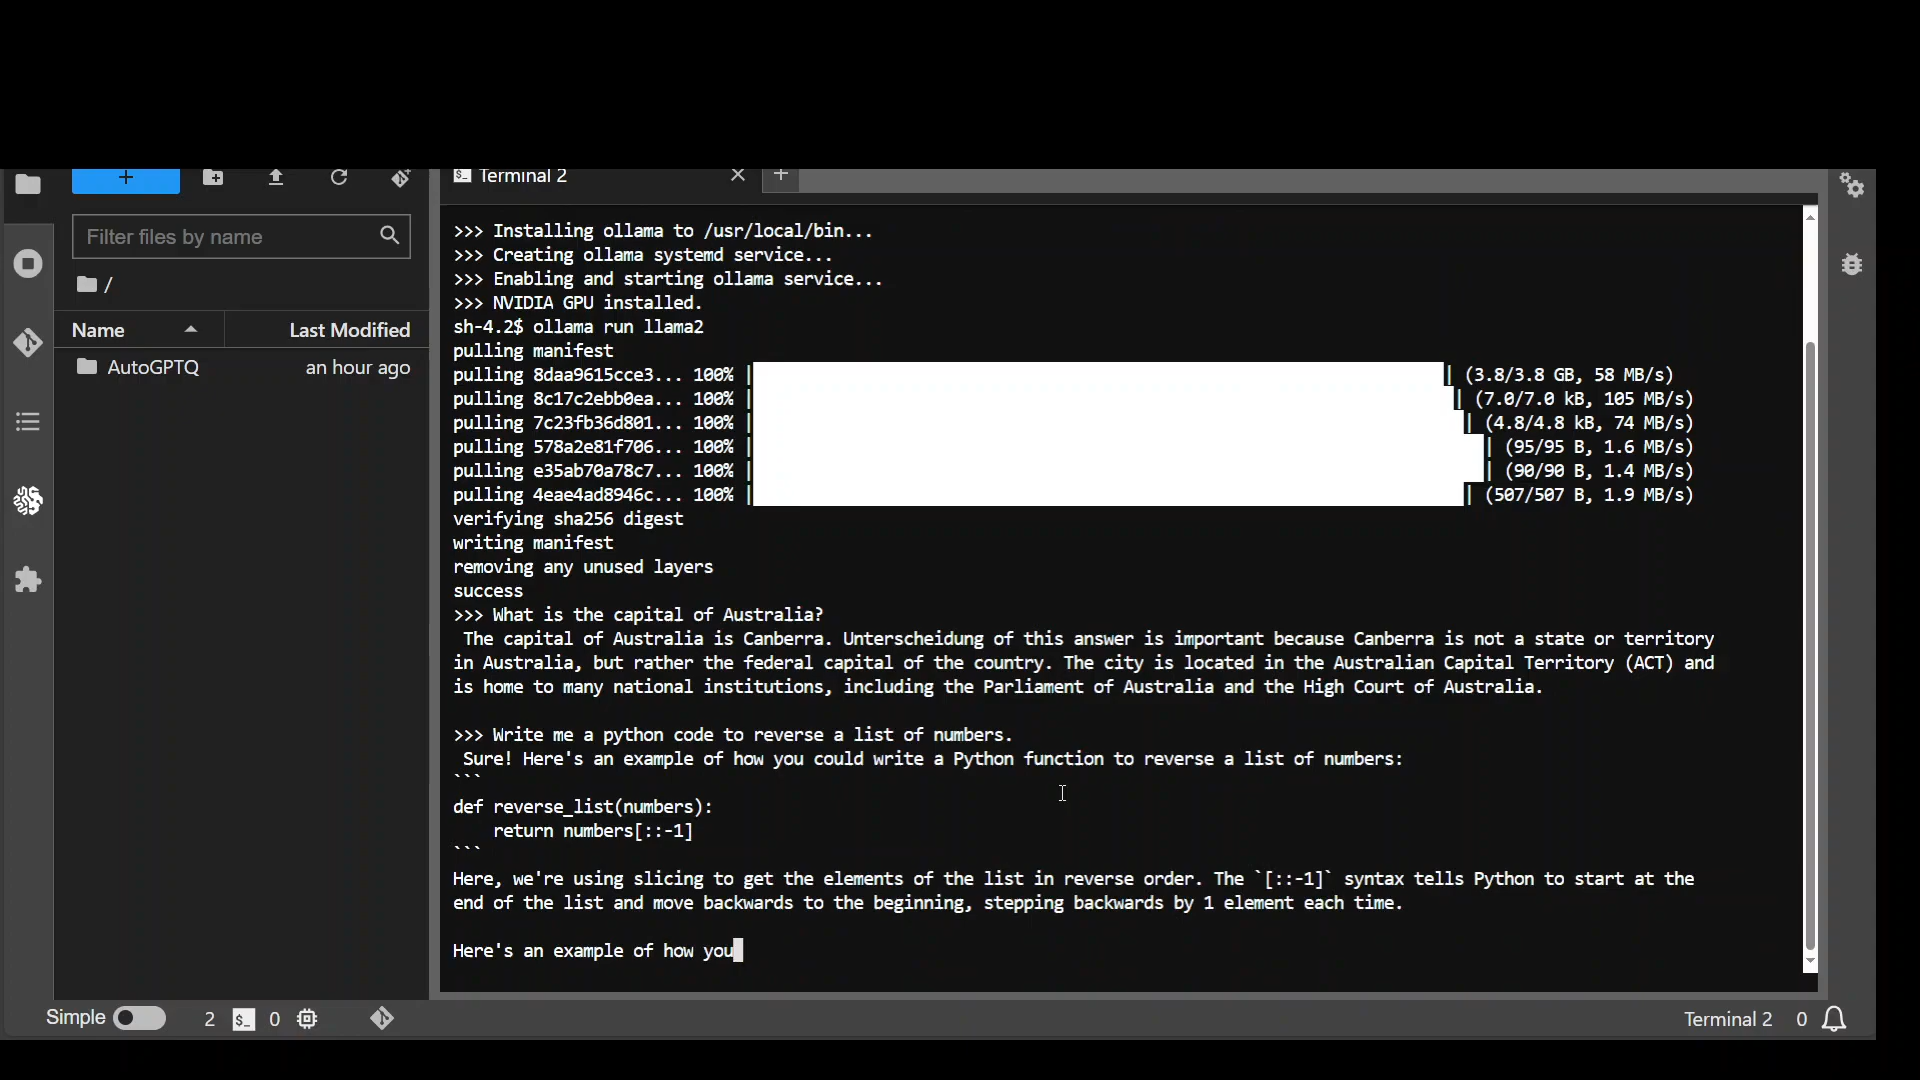 Terminal 2
Filter files by name
/
Name Last Modified
AutoGPTQ an hour ago
>>> Installing ollama to /usr/local/bin...
>>> Creating ollama systemd service...
>>> Enabling and starting ollama service...
>>> NVIDIA GPU installed.
sh-4.2$ ollama run llama2
pulling manifest
pulling 8daa9615cce3... 100% | | (3.8/3.8 GB, 58 MB/s)
pulling 8c17c2ebb0ea... 100% | | (7.0/7.0 kB, 105 MB/s)
pulling 7c23fb36d801... 100% | | (4.8/4.8 kB, 74 MB/s)
pulling 578a2e81f706... 100% | | (95/95 B, 1.6 MB/s)
pulling e35ab70a78c7... 100% | | (90/90 B, 1.4 MB/s)
pulling 4eae4ad8946c... 100% | | (507/507 B, 1.9 MB/s)
verifying sha256 digest
writing manifest
removing any unused layers
success
>>> What is the capital of Australia?
The capital of Australia is Canberra. Unterscheidung of this answer is important because Canberra is not a state or territory
in Australia, but rather the federal capital of the country. The city is located in the Australian Capital Territory (ACT) and
is home to many national institutions, including the Parliament of Australia and the High Court of Australia.
>>> Write me a python code to reverse a list of numbers.
Sure! Here's an example of how you could write a Python function to reverse a list of numbers:
```
def reverse_list(numbers):
    return numbers[::-1]
```
Here, we're using slicing to get the elements of the list in reverse order. The `[::-1]` syntax tells Python to start at the
end of the list and move backwards to the beginning, stepping backwards by 1 element each time.
Here's an example of how you
Simple 2 $_ 0 Terminal 2 0